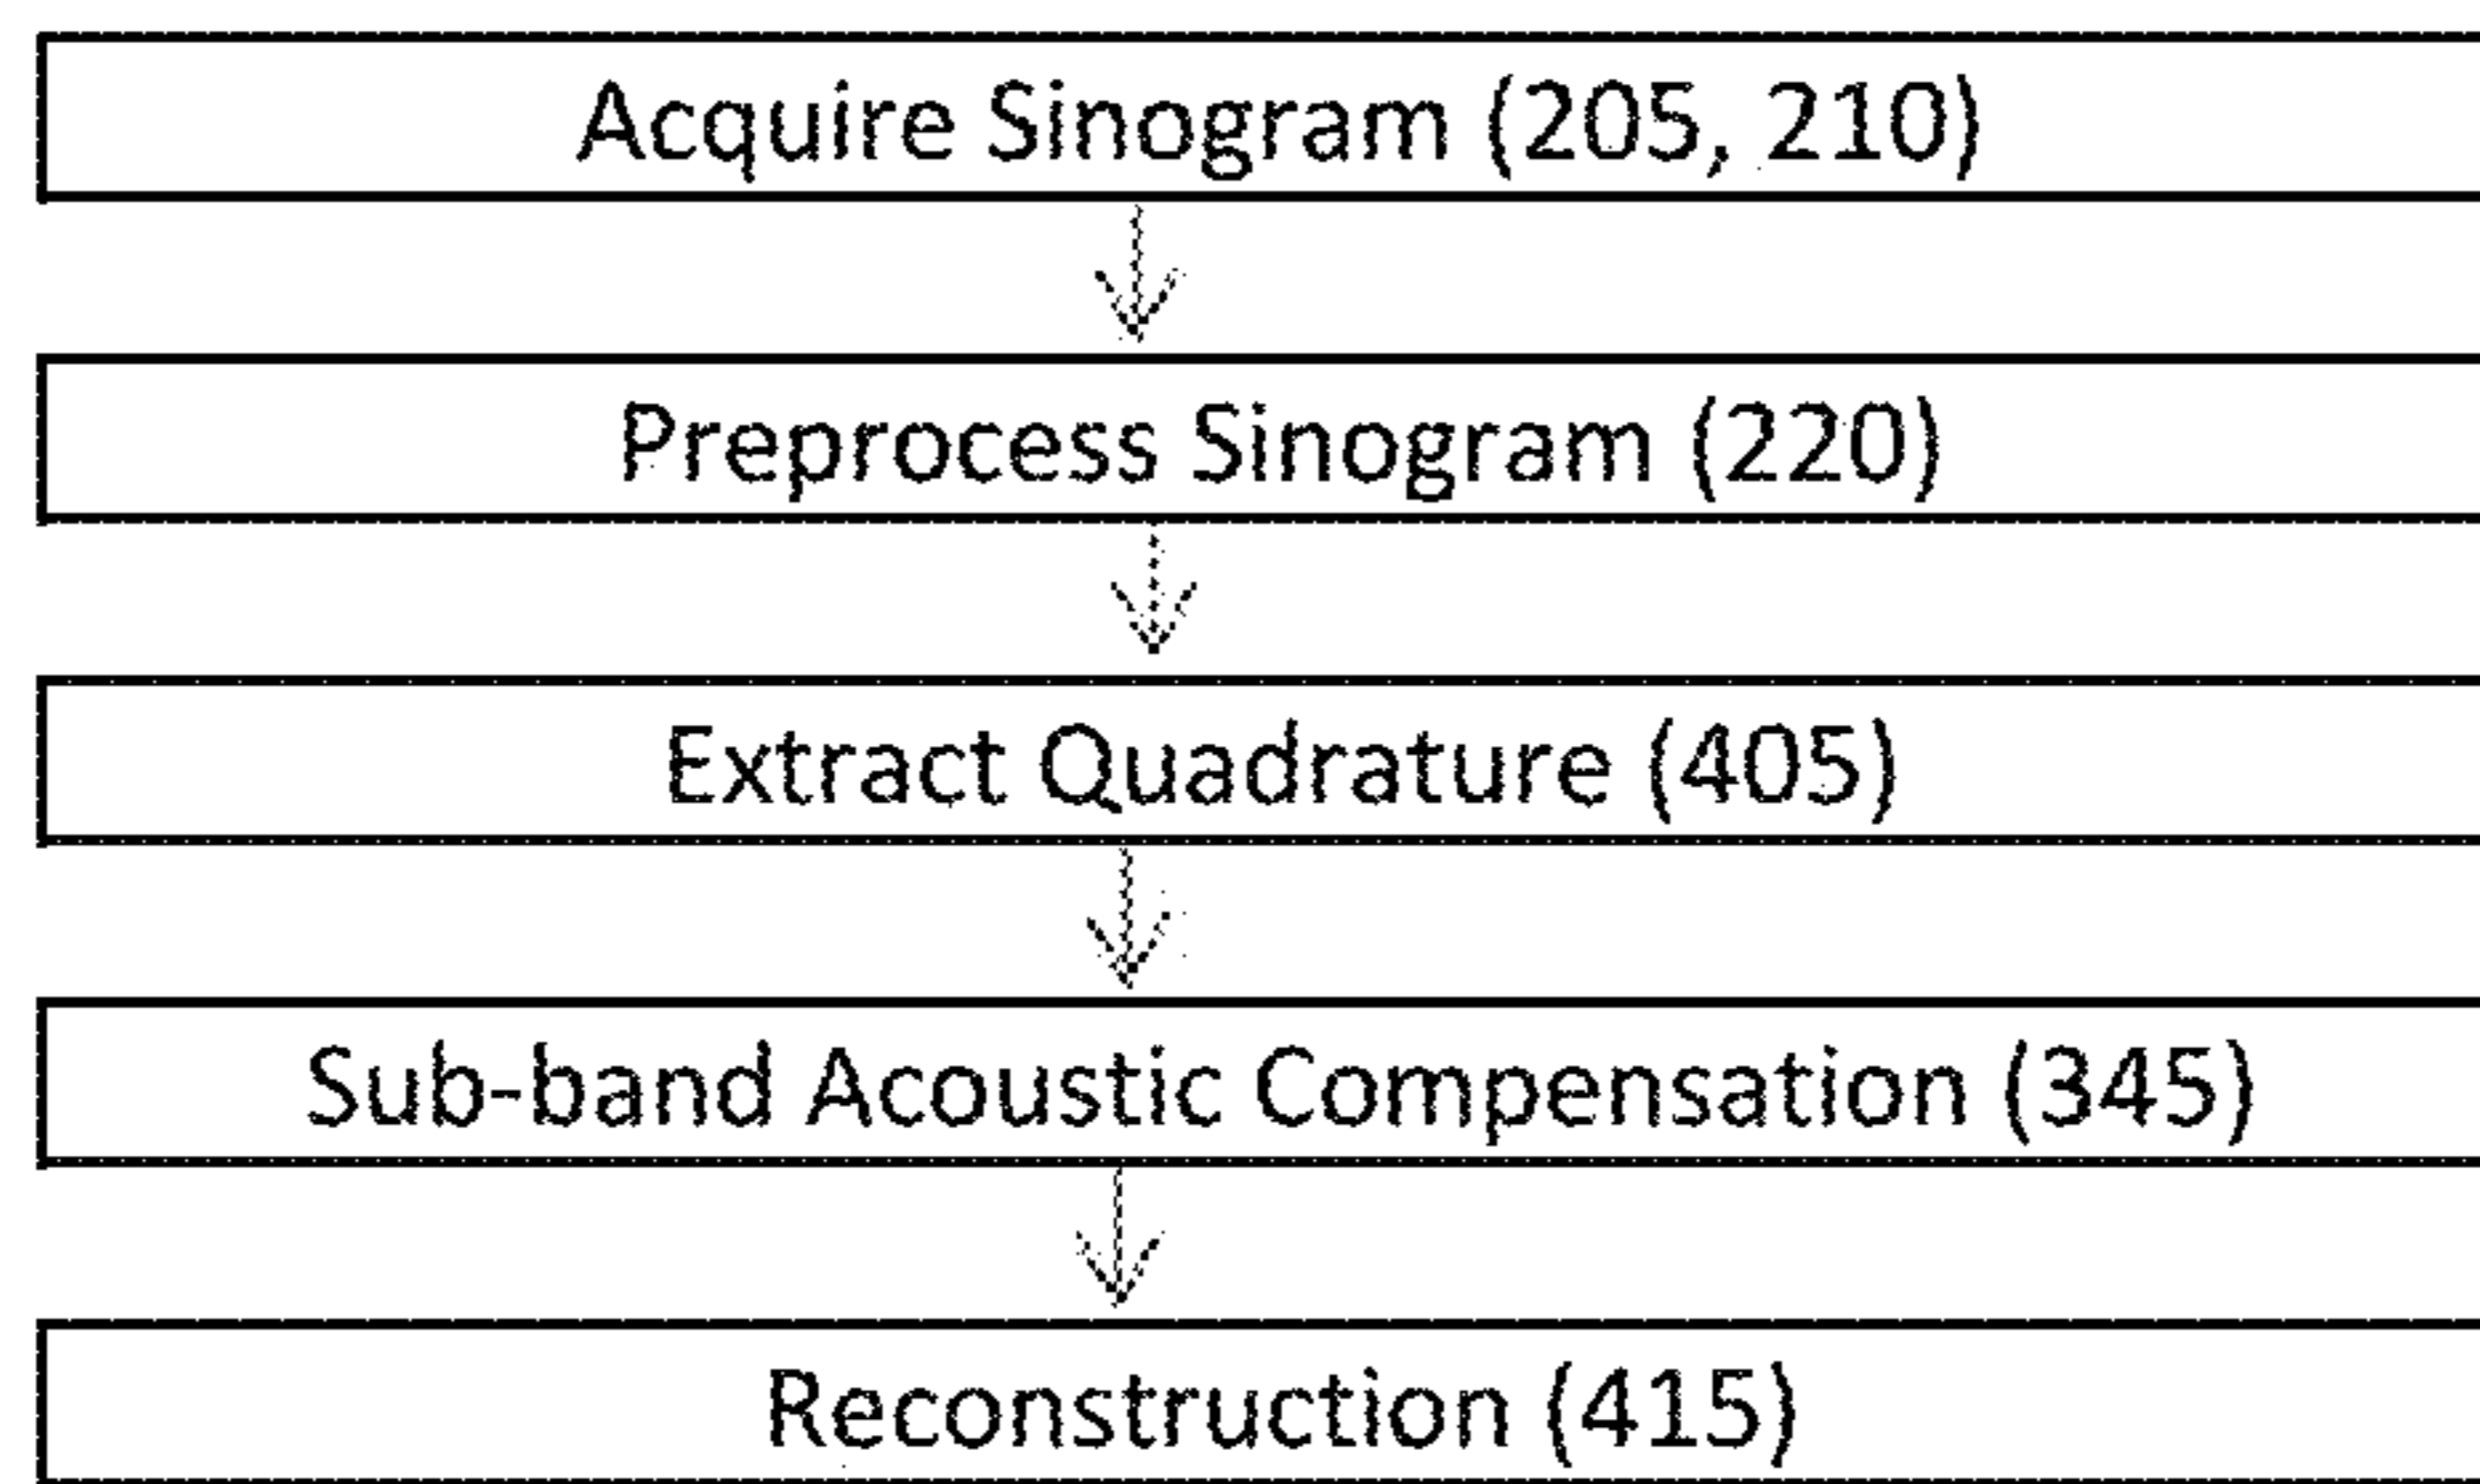 Acquire Sinogram (205, 210)
Preprocess Sinogram (220)
Extract Quadrature (405)
Sub-band Acoustic Compensation (345)
Reconstruction (415)